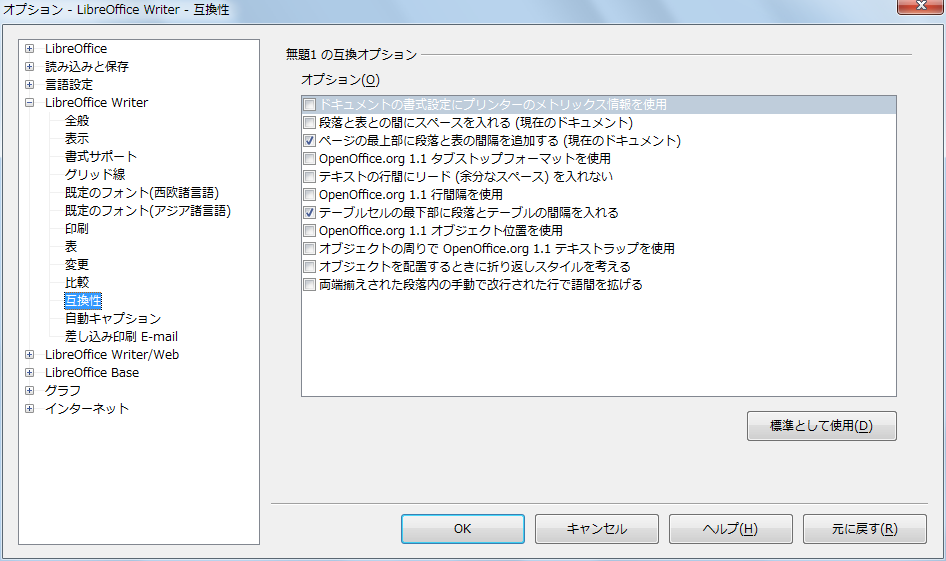 オプション - LibreOffice Writer - 互換性
LibreOffice
読み込みと保存
言語設定
LibreOffice Writer
全般
表示
書式サポート
グリッド線
既定のフォント(西欧諸言語)
既定のフォント(アジア諸言語)
印刷
表
変更
比較
互換性
自動キャプション
差し込み印刷 E-mail
LibreOffice Writer/Web
LibreOffice Base
グラフ
インターネット
無題1 の互換オプション
オプション(O)
ドキュメントの書式設定にプリンターのメトリックス情報を使用
段落と表との間にスペースを入れる (現在のドキュメント)
ページの最上部に段落と表の間隔を追加する (現在のドキュメント)
OpenOffice.org 1.1 タブストップフォーマットを使用
テキストの行間にリード (余分なスペース) を入れない
OpenOffice.org 1.1 行間隔を使用
テーブルセルの最下部に段落とテーブルの間隔を入れる
OpenOffice.org 1.1 オブジェクト位置を使用
オブジェクトの周りで OpenOffice.org 1.1 テキストラップを使用
オブジェクトを配置するときに折り返しスタイルを考える
両端揃えされた段落内の手動で改行された行で語間を拡げる
標準として使用(D)
OK
キャンセル
ヘルプ(H)
元に戻す(R)